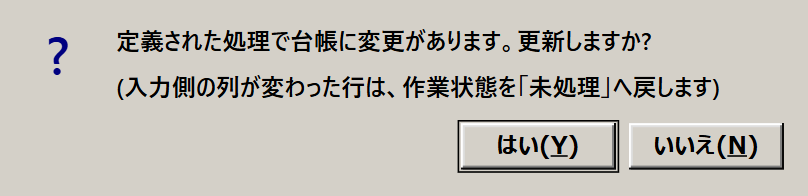 ?
定義された処理で台帳に変更があります。更新しますか?
(入力側の列が変わった行は、作業状態を「未処理」へ戻します)
はい(Y) いいえ(N)